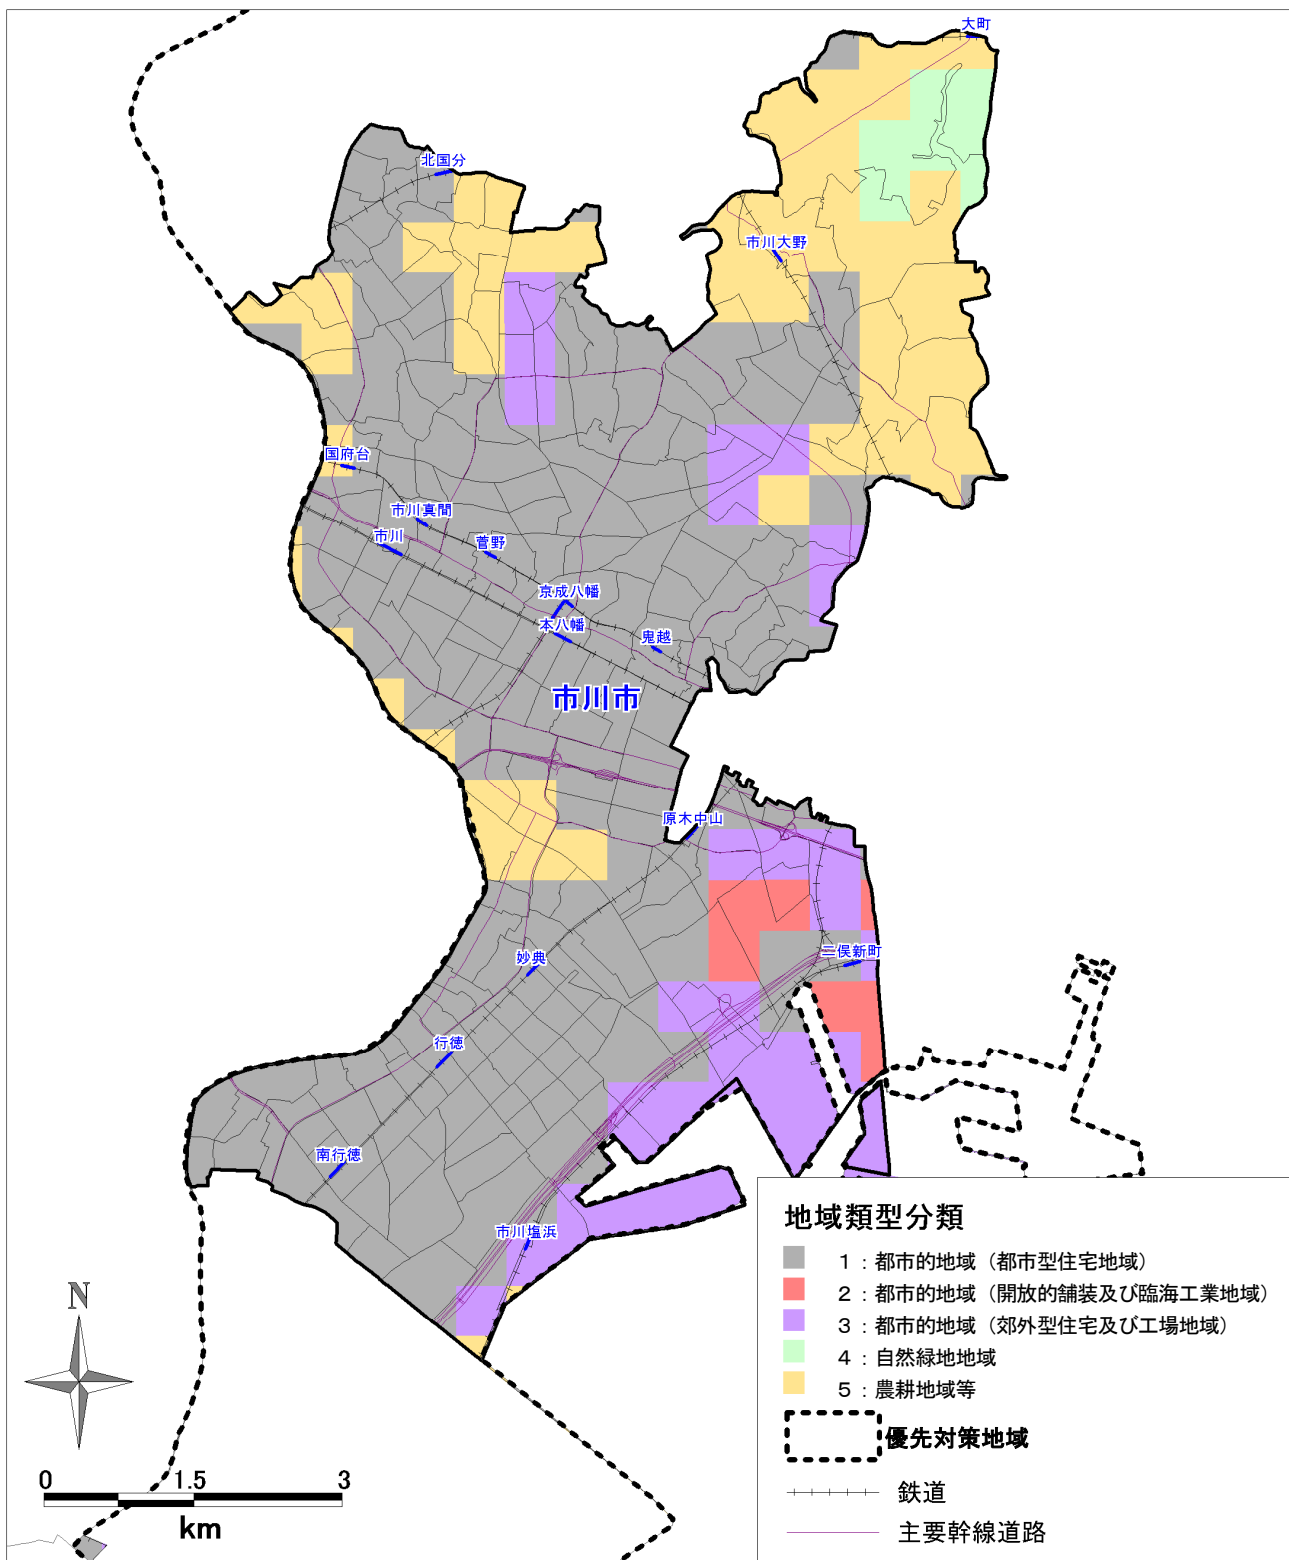 大町
北国分
市川大野
国府台
市川真間
市川
菅野
京成八幡
本八幡
鬼越
市川市
原木中山
二俣新町
妙典
行徳
南行徳
市川塩浜
地域類型分類
1：都市的地域（都市型住宅地域）
2：都市的地域（開放的舗装及び臨海工業地域）
3：都市的地域（郊外型住宅及び工場地域）
4：自然緑地地域
5：農耕地域等
優先対策地域
鉄道
主要幹線道路
N
0 1.5 3
km